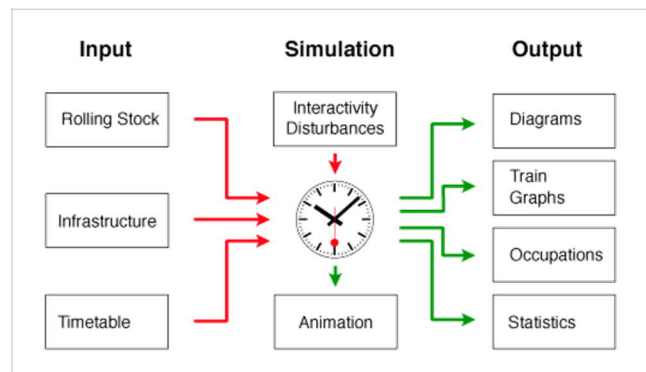 Input
Simulation
Output
Rolling Stock
Infrastructure
Timetable
Interactivity
Disturbances
Animation
Diagrams
Train
Graphs
Occupations
Statistics